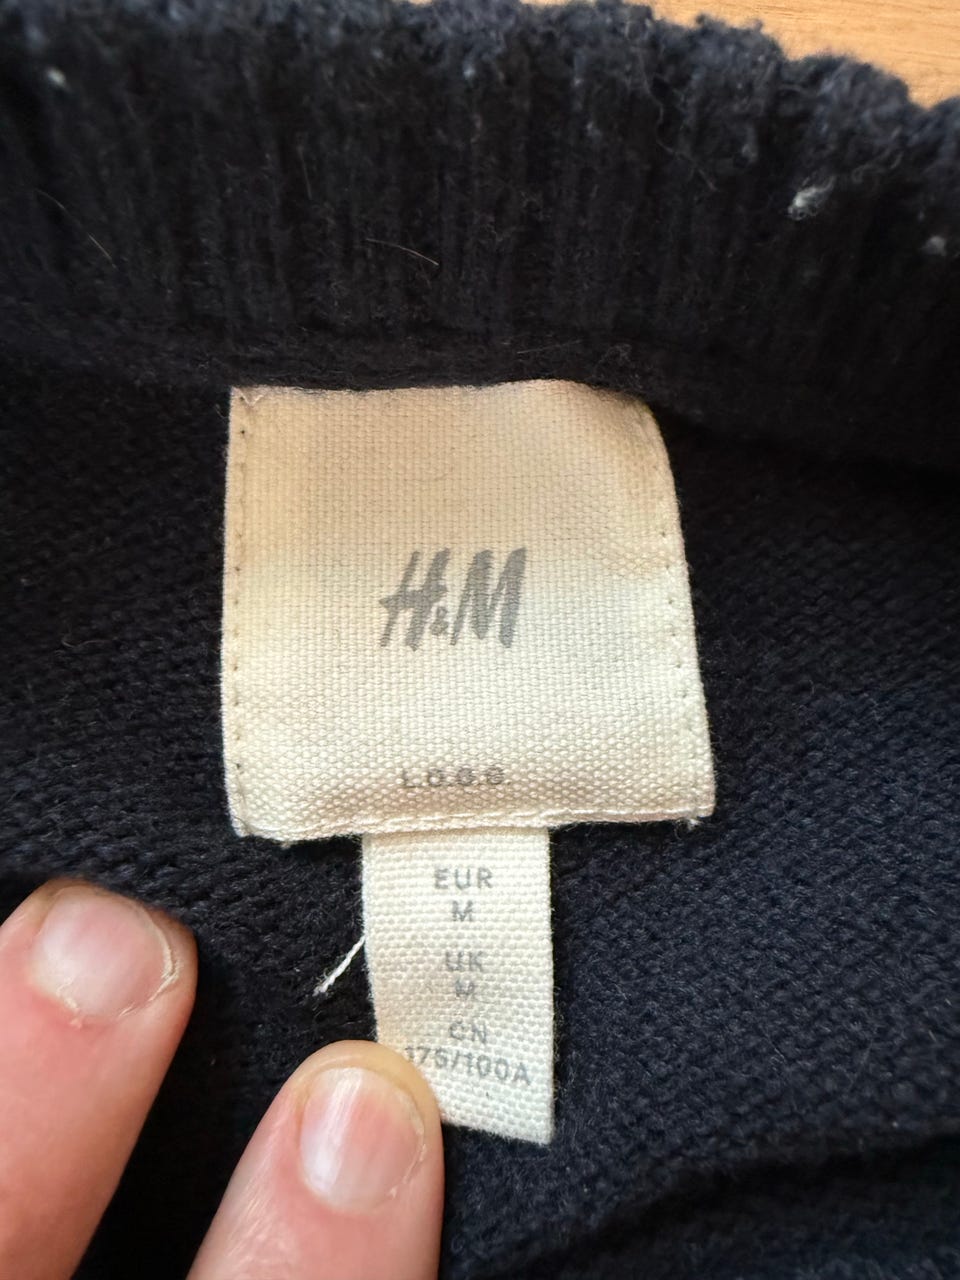 H&M
L.O.G.G.
EUR
M
UK
M
CN
175/100A